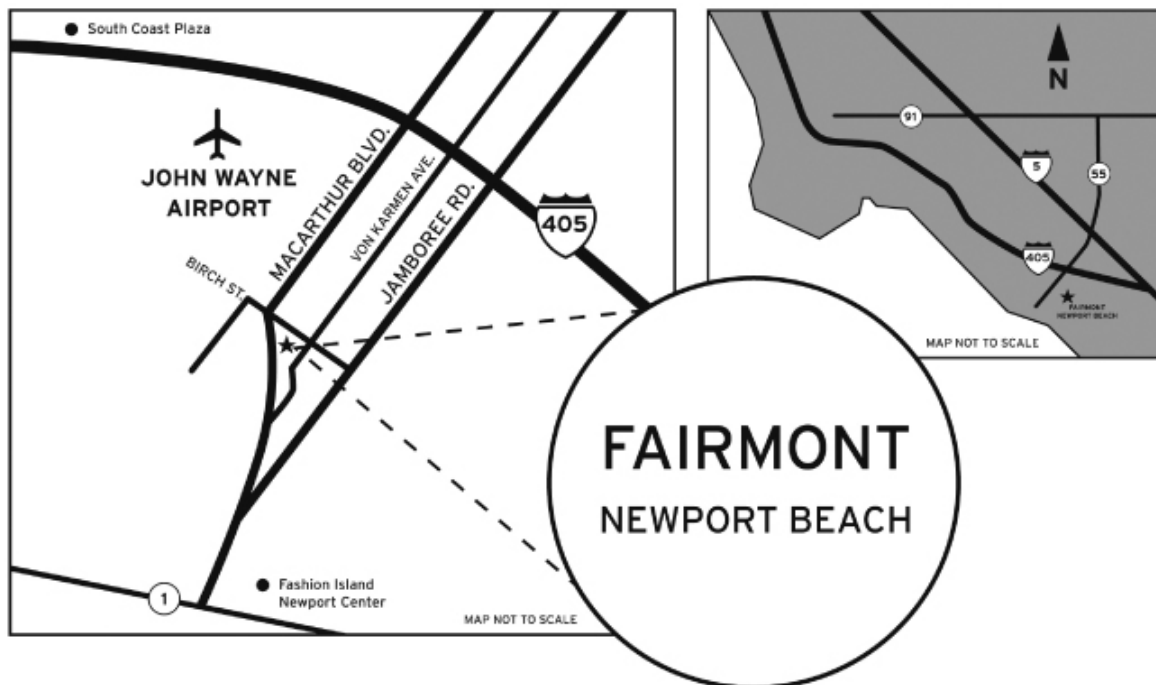 South Coast Plaza
JOHN WAYNE
AIRPORT
MACARTHUR BLVD.
VON KARMEN AVE.
JAMBOREE RD.
BIRCH ST.
405
1
Fashion Island
Newport Center
MAP NOT TO SCALE
FAIRMONT
NEWPORT BEACH
N
91
5
55
405
FAIRMONT
NEWPORT BEACH
MAP NOT TO SCALE